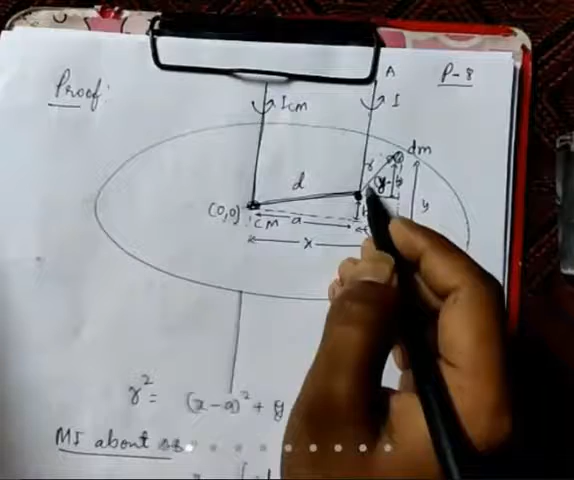 Proof:
P-8
A
Icm
I
dm
r
d
y
(0,0)
CM
a
x
r² = (x-a)² + y
MI about